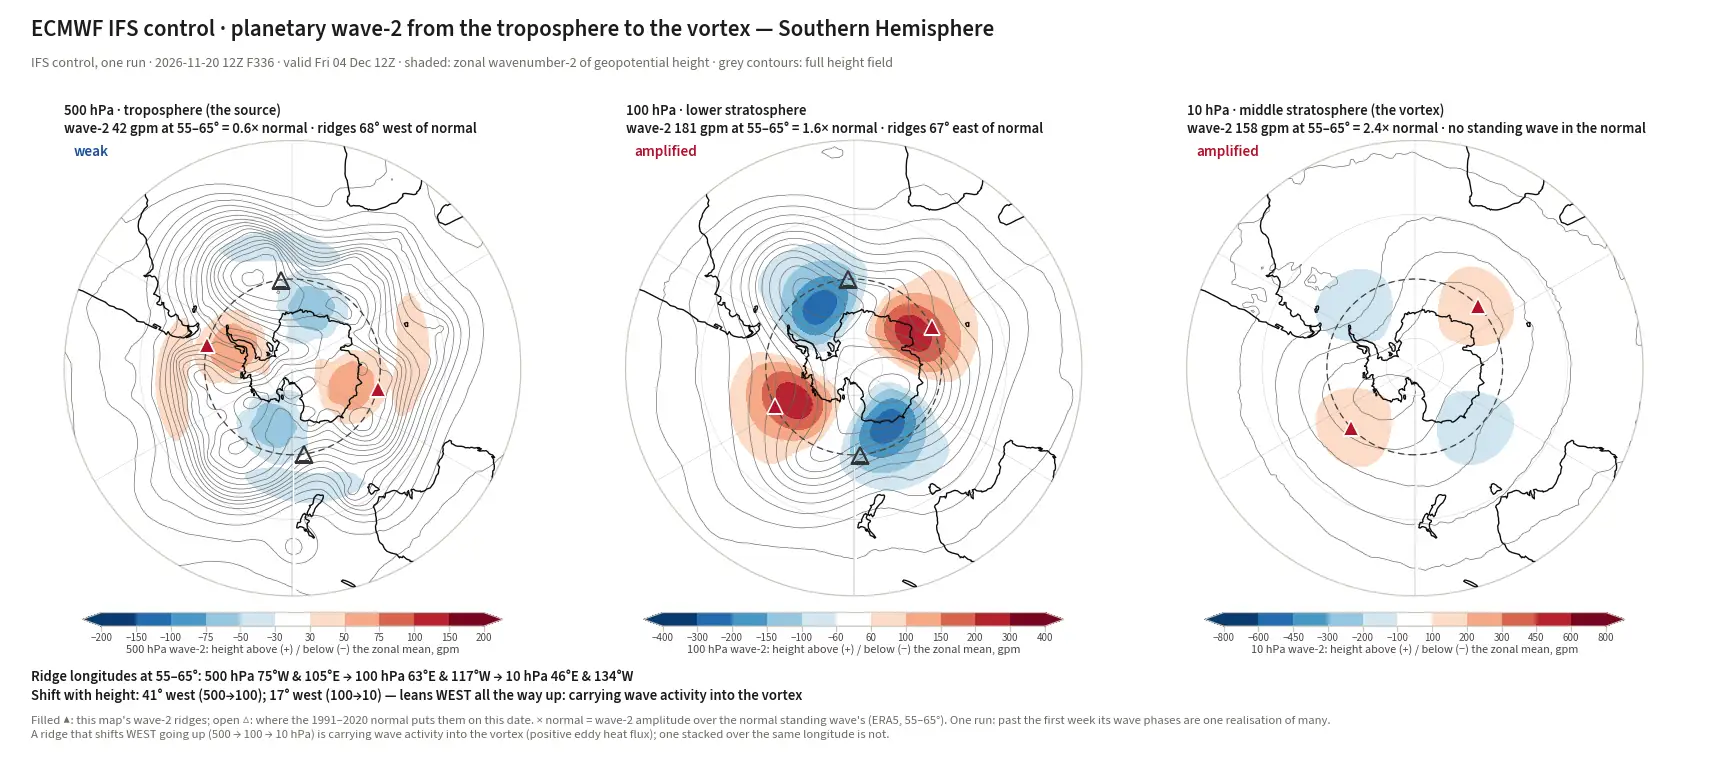 ECMWF IFS control · planetary wave-2 from the troposphere to the vortex — Southern Hemisphere
IFS control, one run · 2026-11-20 12Z F336 · valid Fri 04 Dec 12Z · shaded: zonal wavenumber-2 of geopotential height · grey contours: full height field
500 hPa · troposphere (the source)
wave-2 42 gpm at 55–65° = 0.6× normal · ridges 68° west of normal
weak
100 hPa · lower stratosphere
wave-2 181 gpm at 55–65° = 1.6× normal · ridges 67° east of normal
amplified
10 hPa · middle stratosphere (the vortex)
wave-2 158 gpm at 55–65° = 2.4× normal · no standing wave in the normal
amplified
−200 −150 −100 −75 −50 −30 30 50 75 100 150 200
500 hPa wave-2: height above (+) / below (−) the zonal mean, gpm
−400 −300 −200 −150 −100 −60 60 100 150 200 300 400
100 hPa wave-2: height above (+) / below (−) the zonal mean, gpm
−800 −600 −450 −300 −200 −100 100 200 300 450 600 800
10 hPa wave-2: height above (+) / below (−) the zonal mean, gpm
Ridge longitudes at 55–65°: 500 hPa 75°W & 105°E → 100 hPa 63°E & 117°W → 10 hPa 46°E & 134°W
Shift with height: 41° west (500→100); 17° west (100→10) — leans WEST all the way up: carrying wave activity into the vortex
Filled ▲: this map's wave-2 ridges; open △: where the 1991–2020 normal puts them on this date. × normal = wave-2 amplitude over the normal standing wave's (ERA5, 55–65°). One run: past the first week its wave phases are one realisation of many.
A ridge that shifts WEST going up (500 → 100 → 10 hPa) is carrying wave activity into the vortex (positive eddy heat flux); one stacked over the same longitude is not.